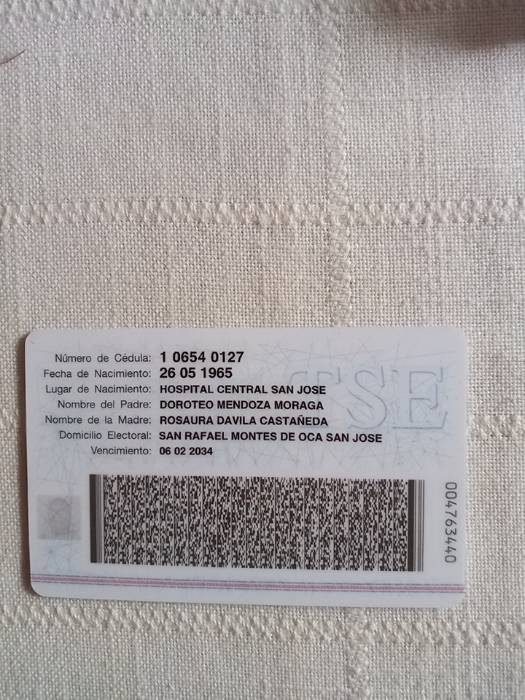 Número de Cédula: 1 0654 0127
Fecha de Nacimiento: 26 05 1965
Lugar de Nacimiento: HOSPITAL CENTRAL SAN JOSE
Nombre del Padre: DOROTEO MENDOZA MORAGA
Nombre de la Madre: ROSAURA DAVILA CASTAÑEDA
Domicilio Electoral: SAN RAFAEL MONTES DE OCA SAN JOSE
Vencimiento: 06 02 2034
TSE
004763440